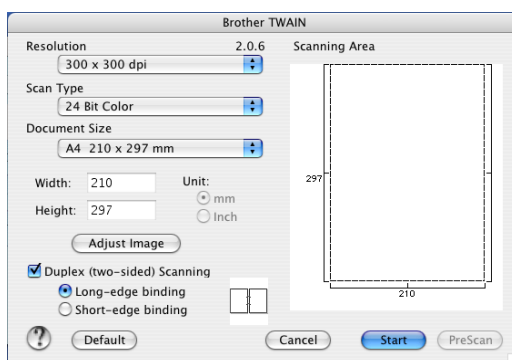 Brother TWAIN
Resolution 2.0.6
300 x 300 dpi
Scan Type
24 Bit Color
Document Size
A4 210 x 297 mm
Width: 210
Height: 297
Unit:
mm
Inch
Adjust Image
Duplex (two-sided) Scanning
Long-edge binding
Short-edge binding
Scanning Area
297
210
? Default Cancel Start PreScan